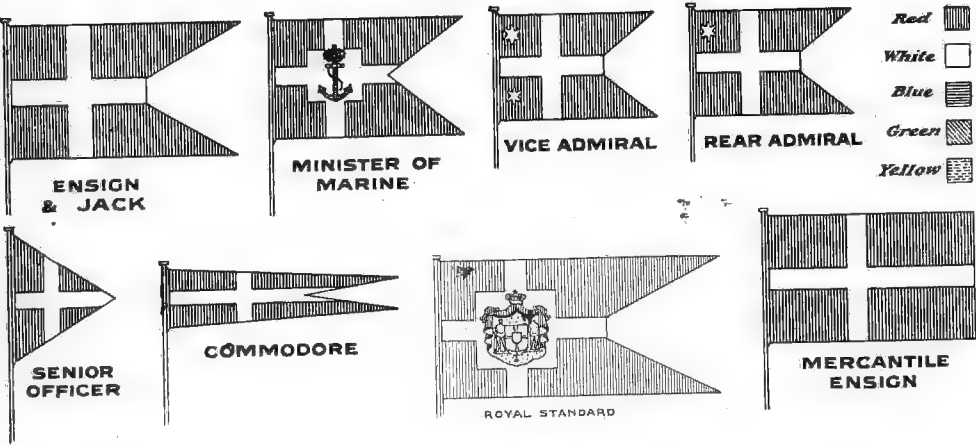 ENSIGN
& JACK
MINISTER OF
MARINE
VICE ADMIRAL
REAR ADMIRAL
Red
White
Blue
Green
Yellow
SENIOR
OFFICER
COMMODORE
ROYAL STANDARD
MERCANTILE
ENSIGN